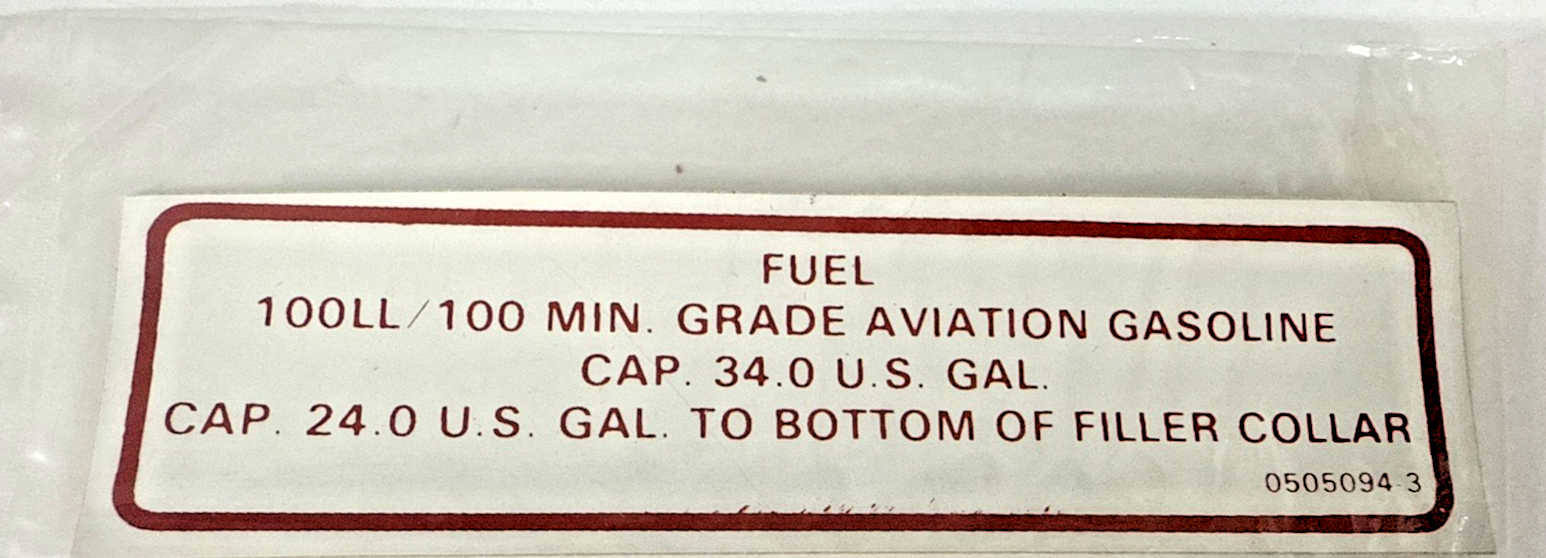 FUEL
100LL/100 MIN. GRADE AVIATION GASOLINE
CAP. 34.0 U.S. GAL.
CAP. 24.0 U.S. GAL. TO BOTTOM OF FILLER COLLAR
0505094-3